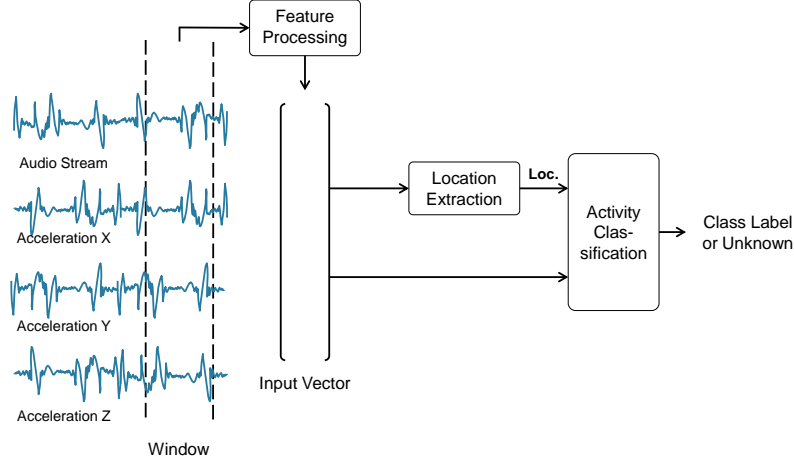 Feature
Processing
Audio Stream
Acceleration X
Acceleration Y
Acceleration Z
Window
Input Vector
Location
Extraction
Loc.
Activity
Clas-
sification
Class Label
or Unknown